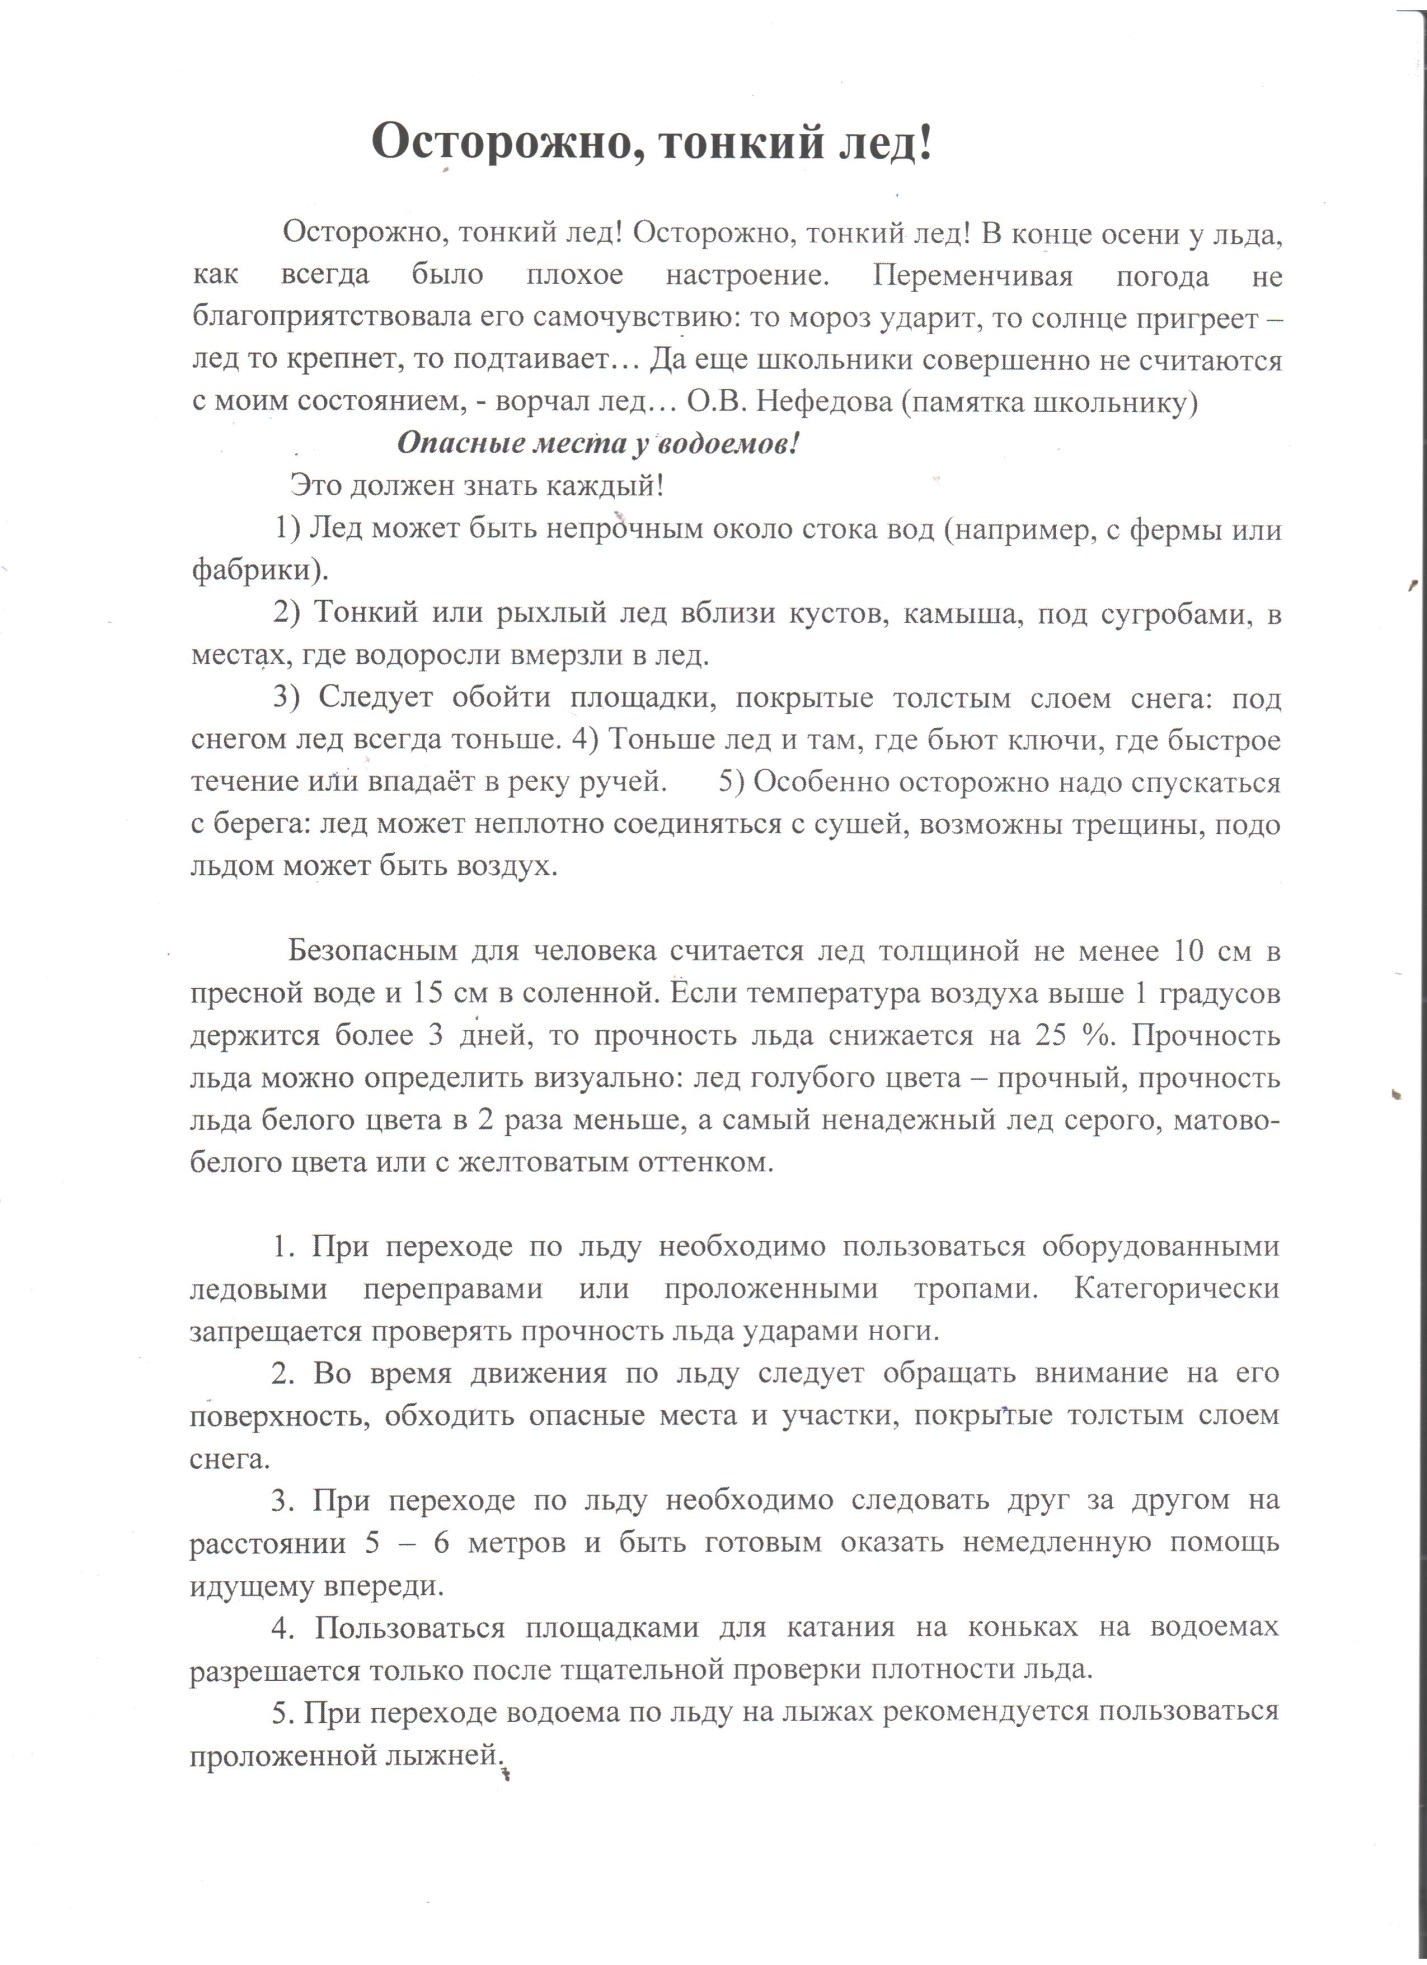 Осторожно, тонкий лед!
Осторожно, тонкий лед! Осторожно, тонкий лед! В конце осени у льда,
как всегда было плохое настроение. Переменчивая погода не
благоприятствовала его самочувствию: то мороз ударит, то солнце пригреет –
лед то крепнет, то подтаивает… Да еще школьники совершенно не считаются
с моим состоянием, - ворчал лед… О.В. Нефедова (памятка школьнику)
Опасные места у водоемов!
Это должен знать каждый!
1) Лед может быть непрочным около стока вод (например, с фермы или
фабрики).
2) Тонкий или рыхлый лед вблизи кустов, камыша, под сугробами, в
местах, где водоросли вмерзли в лед.
3) Следует обойти площадки, покрытые толстым слоем снега: под
снегом лед всегда тоньше. 4) Тоньше лед и там, где бьют ключи, где быстрое
течение или впадаёт в реку ручей. 5) Особенно осторожно надо спускаться
с берега: лед может неплотно соединяться с сушей, возможны трещины, подо
льдом может быть воздух.
Безопасным для человека считается лед толщиной не менее 10 см в
пресной воде и 15 см в соленной. Если температура воздуха выше 1 градусов
держится более 3 дней, то прочность льда снижается на 25 %. Прочность
льда можно определить визуально: лед голубого цвета – прочный, прочность
льда белого цвета в 2 раза меньше, а самый ненадежный лед серого, матово-
белого цвета или с желтоватым оттенком.
1. При переходе по льду необходимо пользоваться оборудованными
ледовыми переправами или проложенными тропами. Категорически
запрещается проверять прочность льда ударами ноги.
2. Во время движения по льду следует обращать внимание на его
поверхность, обходить опасные места и участки, покрытые толстым слоем
снега.
3. При переходе по льду необходимо следовать друг за другом на
расстоянии 5 – 6 метров и быть готовым оказать немедленную помощь
идущему впереди.
4. Пользоваться площадками для катания на коньках на водоемах
разрешается только после тщательной проверки плотности льда.
5. При переходе водоема по льду на лыжах рекомендуется пользоваться
проложенной лыжней.